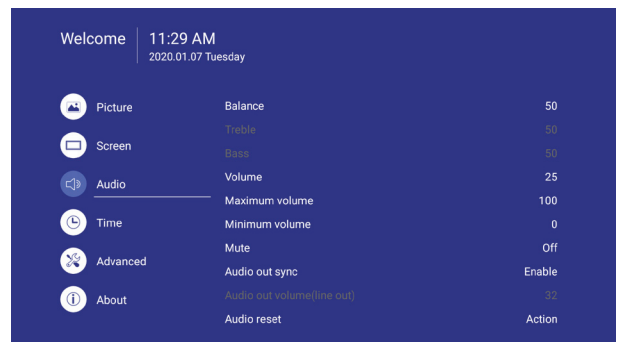 Welcome
11:29 AM
2020.01.07 Tuesday
Picture
Screen
Audio
Time
Advanced
About
Balance 50
Treble 50
Bass 50
Volume 25
Maximum volume 100
Minimum volume 0
Mute Off
Audio out sync Enable
Audio out volume(line out) 32
Audio reset Action